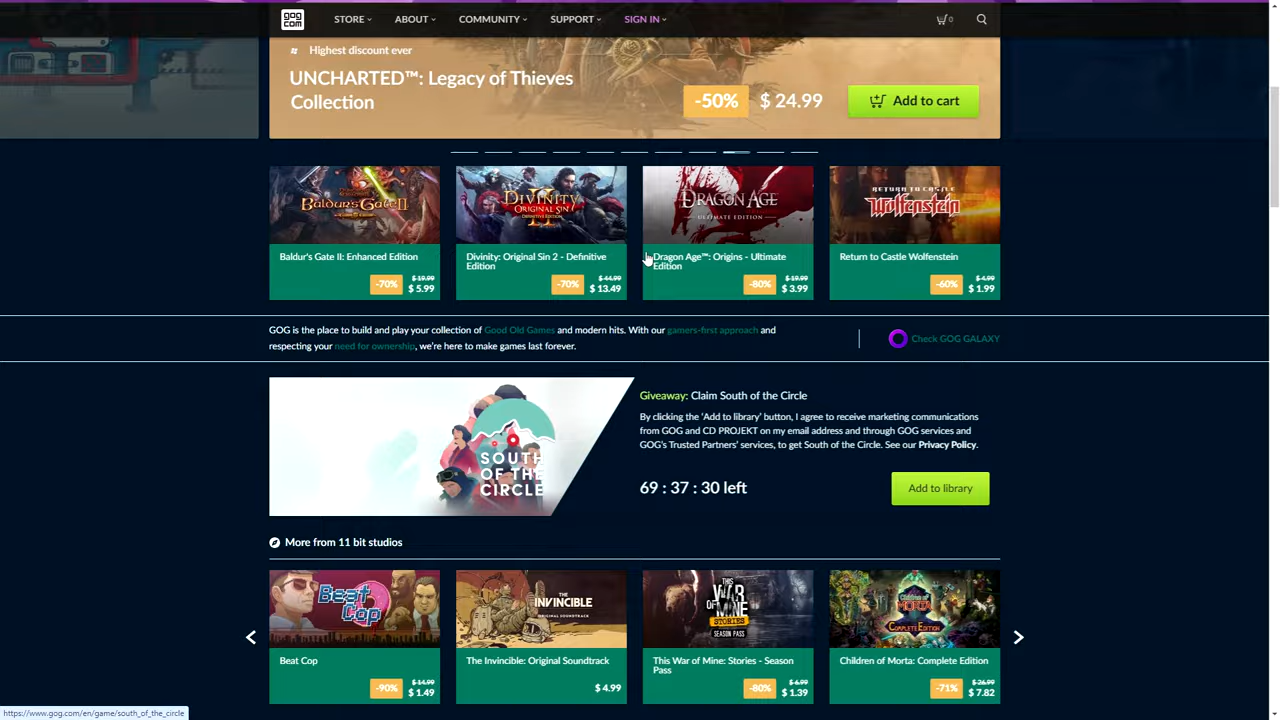 gog
com
STORE
ABOUT
COMMUNITY
SUPPORT
SIGN IN
0
Highest discount ever
UNCHARTED™: Legacy of Thieves
Collection
-50%
$ 24.99
Add to cart
BALDUR'S GATE II
DIVINITY
ORIGINAL SIN
II
DEFINITIVE EDITION
DRAGON AGE
ULTIMATE EDITION
RETURN TO CASTLE
Wolfenstein
Baldur's Gate II: Enhanced Edition
-70%
$ 19.99
$ 5.99
Divinity: Original Sin 2 - Definitive
Edition
-70%
$ 44.99
$ 13.49
Dragon Age™: Origins - Ultimate
Edition
-80%
$ 19.99
$ 3.99
Return to Castle Wolfenstein
-60%
$ 4.99
$ 1.99
GOG is the place to build and play your collection of Good Old Games and modern hits. With our gamers-first approach and
respecting your need for ownership, we're here to make games last forever.
Check GOG GALAXY
SOUTH
OF THE
CIRCLE
Giveaway: Claim South of the Circle
By clicking the 'Add to library' button, I agree to receive marketing communications
from GOG and CD PROJEKT on my email address and through GOG services and
GOG's Trusted Partners' services, to get South of the Circle. See our Privacy Policy.
69 : 37 : 30 left
Add to library
More from 11 bit studios
BEAT
COP
THE
INVINCIBLE
ORIGINAL SOUNDTRACK
THIS
WAR
OF MINE
STORIES
SEASON PASS
CHILDREN OF
MORTA
COMPLETE EDITION
Beat Cop
-90%
$ 14.99
$ 1.49
The Invincible: Original Soundtrack
$ 4.99
This War of Mine: Stories - Season
Pass
-80%
$ 6.99
$ 1.39
Children of Morta: Complete Edition
-71%
$ 26.99
$ 7.82
https://www.gog.com/en/game/south_of_the_circle